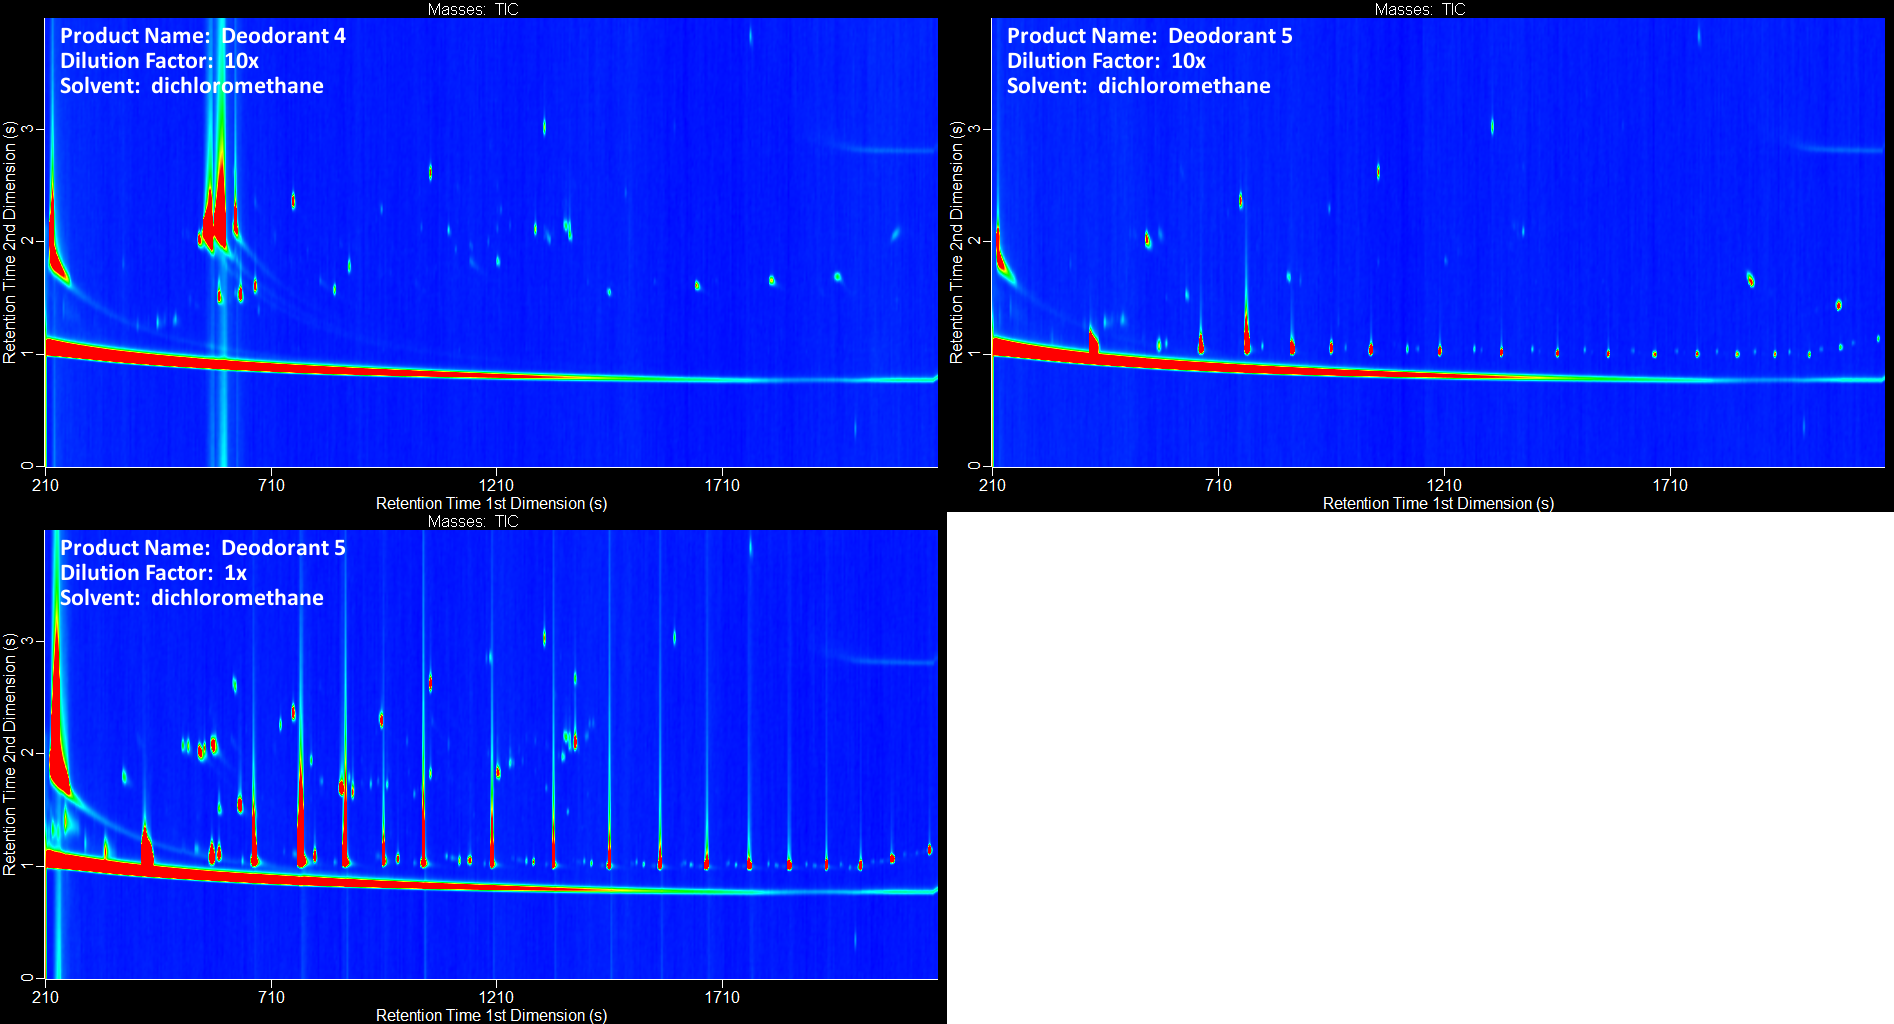 Masses: TIC
Product Name: Deodorant 4
Dilution Factor: 10x
Solvent: dichloromethane
Retention Time 2nd Dimension (s)
3
2
1
0
210
710
1210
1710
Retention Time 1st Dimension (s)
Masses: TIC
Product Name: Deodorant 5
Dilution Factor: 10x
Solvent: dichloromethane
Retention Time 2nd Dimension (s)
3
2
1
0
210
710
1210
1710
Retention Time 1st Dimension (s)
Masses: TIC
Product Name: Deodorant 5
Dilution Factor: 1x
Solvent: dichloromethane
Retention Time 2nd Dimension (s)
3
2
1
0
210
710
1210
1710
Retention Time 1st Dimension (s)